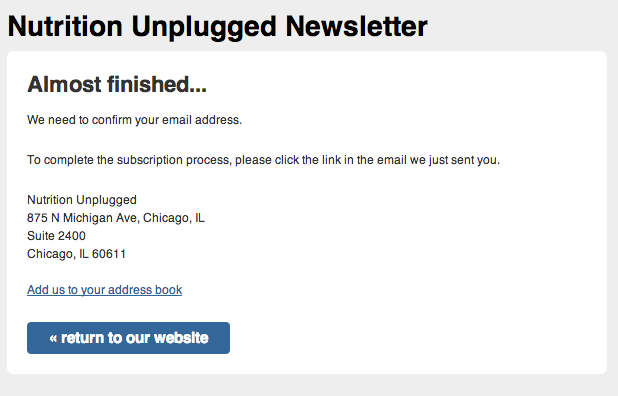 Nutrition Unplugged Newsletter
Almost finished...
We need to confirm your email address.
To complete the subscription process, please click the link in the email we just sent you.
Nutrition Unplugged
875 N Michigan Ave, Chicago, IL
Suite 2400
Chicago, IL 60611
Add us to your address book
« return to our website